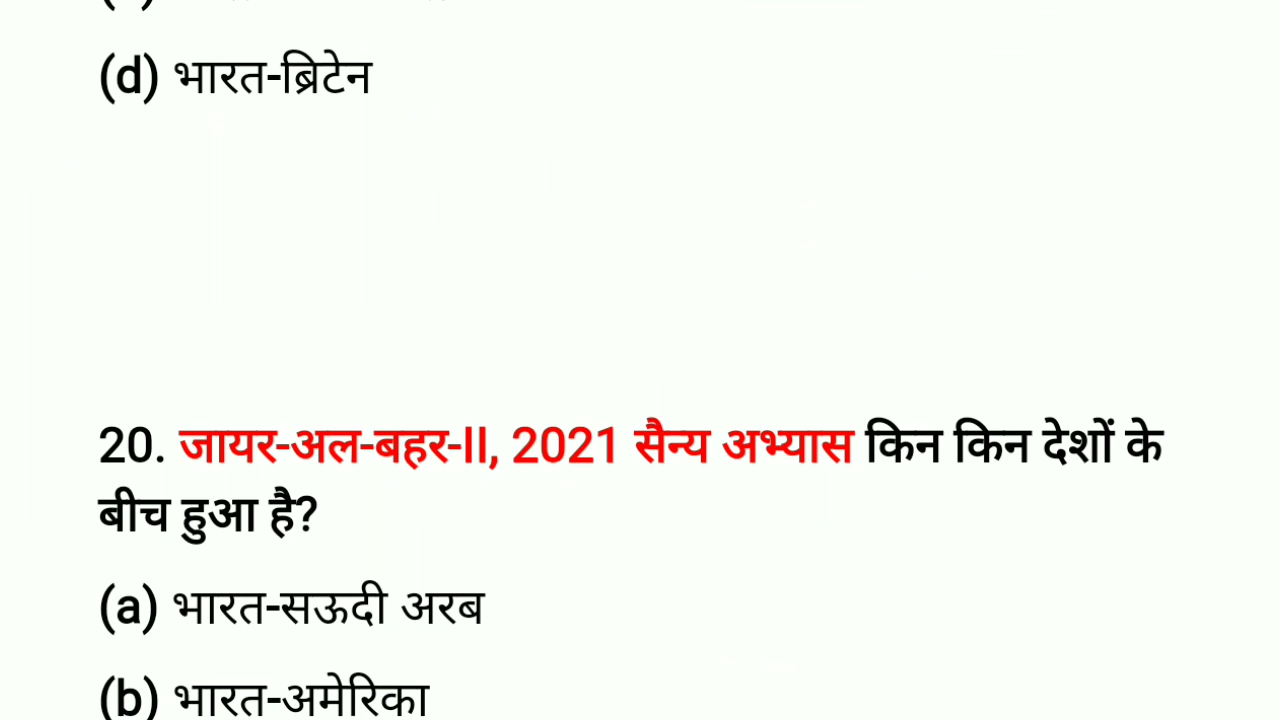 (d) भारत-ब्रिटेन
20. जायर-अल-बहर-II, 2021 सैन्य अभ्यास किन किन देशों के
बीच हुआ है?
(a) भारत-सऊदी अरब
(b) भारत-अमेरिका